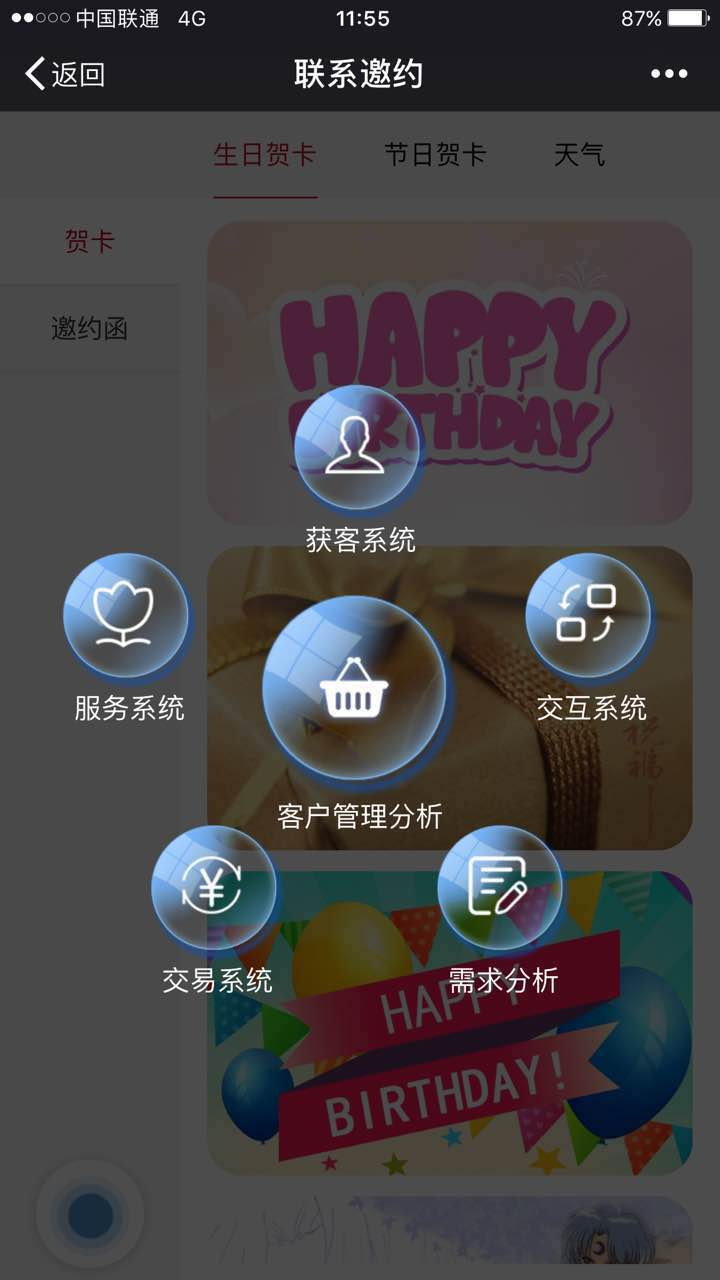 中国联通 4G 11:55 87%
返回 联系邀约
生日贺卡 节日贺卡 天气
贺卡
邀约函
HAPPY
BIRTHDAY
获客系统
服务系统
交互系统
祝福
客户管理分析
交易系统
需求分析
HAPPY
BIRTHDAY!